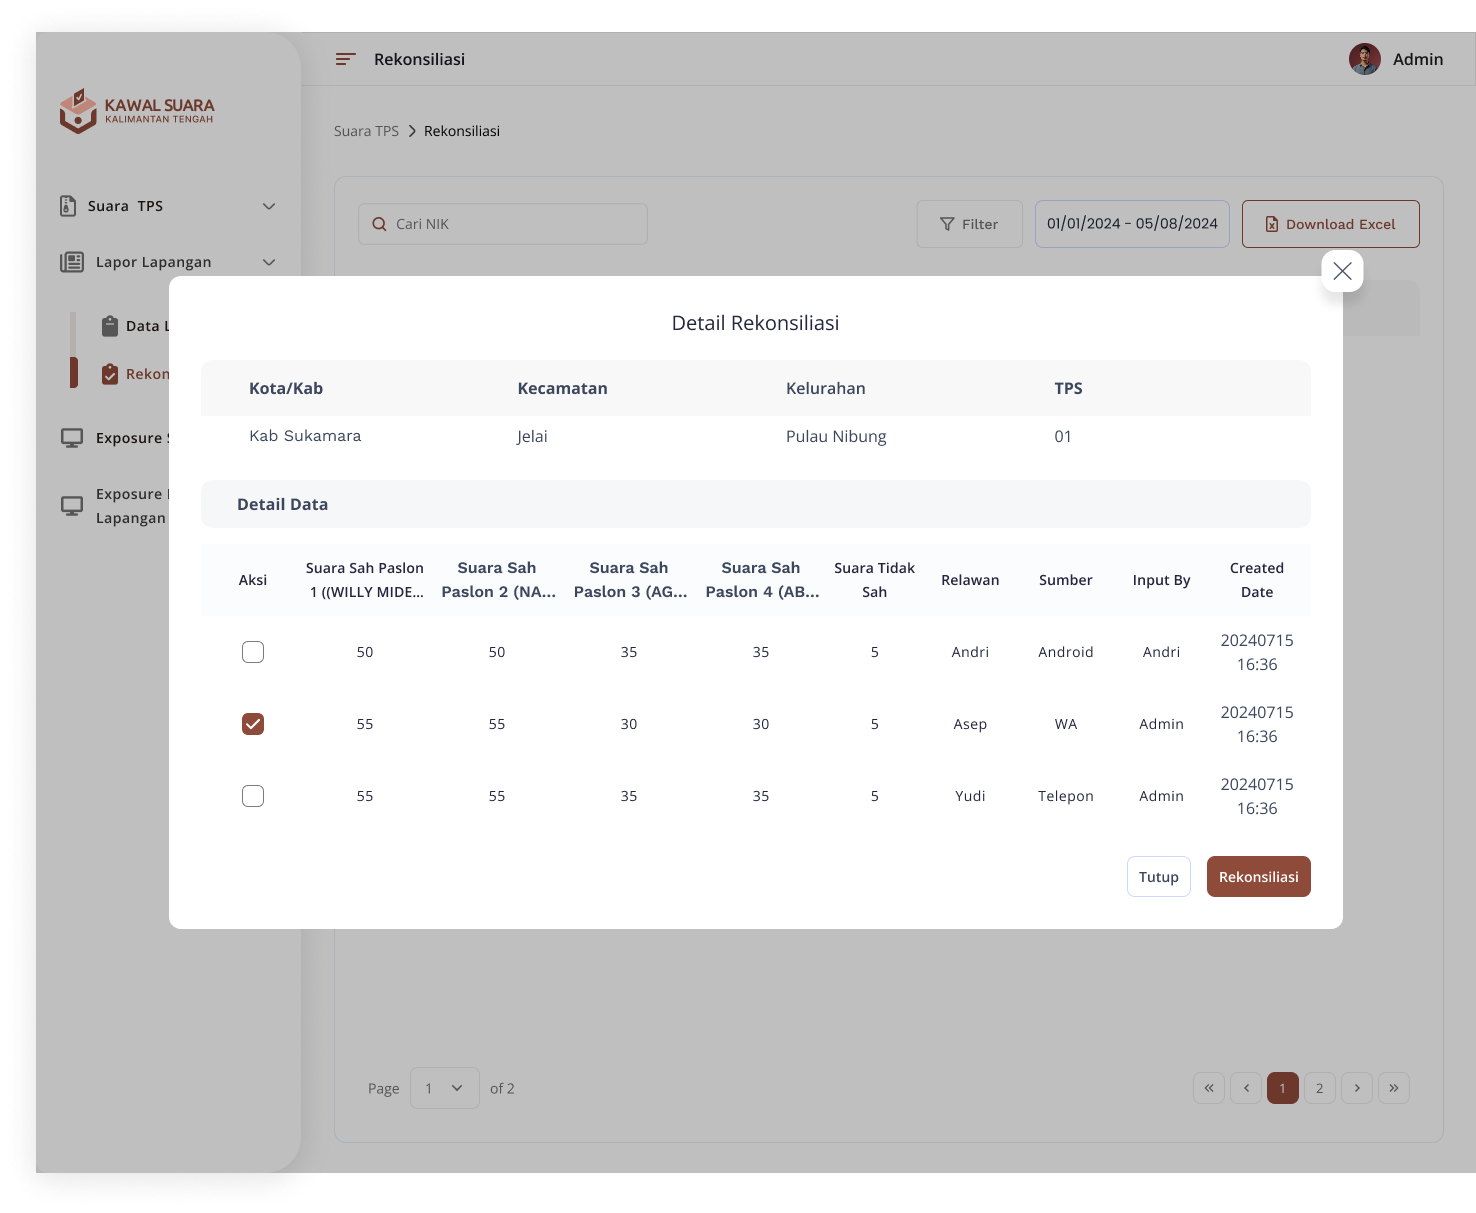 Rekonsiliasi
Admin
KAWAL SUARA
KALIMANTAN TENGAH
Suara TPS
Rekonsiliasi
Suara TPS
Cari NIK
Filter
01/01/2024 - 05/08/2024
Download Excel
Lapor Lapangan
Data L
Rekon
Exposure S
Exposure
Lapangan
Detail Rekonsiliasi
Kota/Kab Kecamatan Kelurahan TPS
Kab Sukamara Jelai Pulau Nibung 01
Detail Data
Aksi
Suara Sah Paslon
1 ((WILLY MIDE...
Suara Sah
Paslon 2 (NA...
Suara Sah
Paslon 3 (AG...
Suara Sah
Paslon 4 (AB...
Suara Tidak
Sah
Relawan
Sumber
Input By
Created
Date
50 50 35 35 5 Andri Android Andri
20240715
16:36
55 55 30 30 5 Asep WA Admin
20240715
16:36
55 55 35 35 5 Yudi Telepon Admin
20240715
16:36
Tutup
Rekonsiliasi
Page 1 of 2
« ‹ 1 2 › »